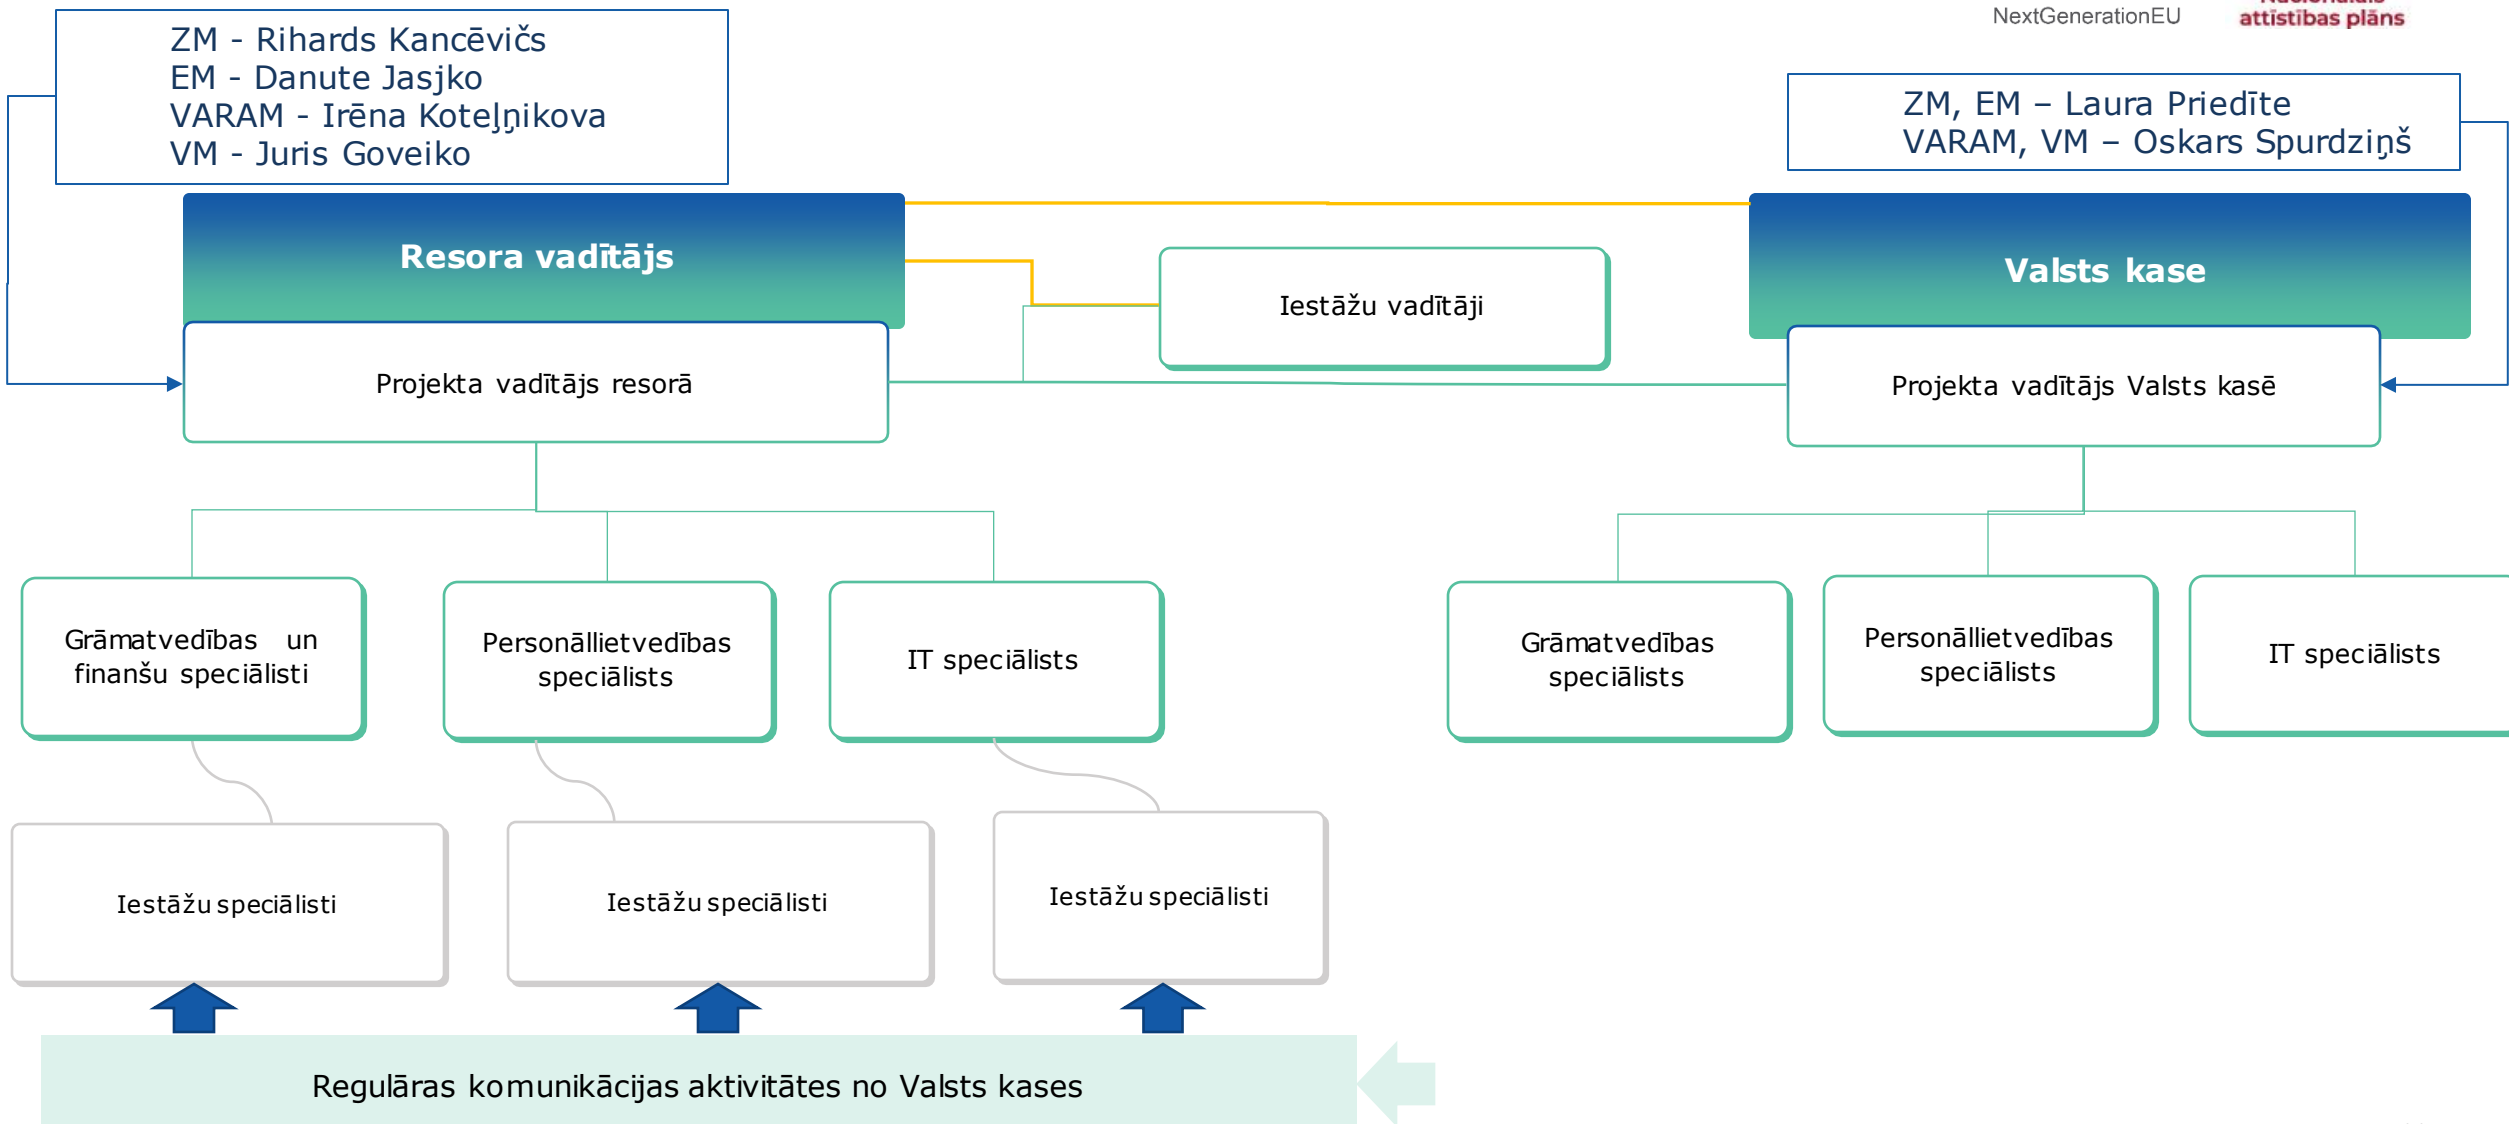 NextGenerationEU
attīstības plāns
ZM - Rihards Kancēvičs
EM - Danute Jasjko
VARAM - Irēna Koteļņikova
VM - Juris Goveiko
ZM, EM – Laura Priedīte
VARAM, VM – Oskars Spurdziņš
Resora vadītājs
Iestāžu vadītāji
Valsts kase
Projekta vadītājs resorā
Projekta vadītājs Valsts kasē
Grāmatvedības un
finanšu speciālisti
Personāllietvedības
speciālists
IT speciālists
Grāmatvedības
speciālists
Personāllietvedības
speciālists
IT speciālists
Iestāžu speciālisti
Iestāžu speciālisti
Iestāžu speciālisti
Regulāras komunikācijas aktivitātes no Valsts kases